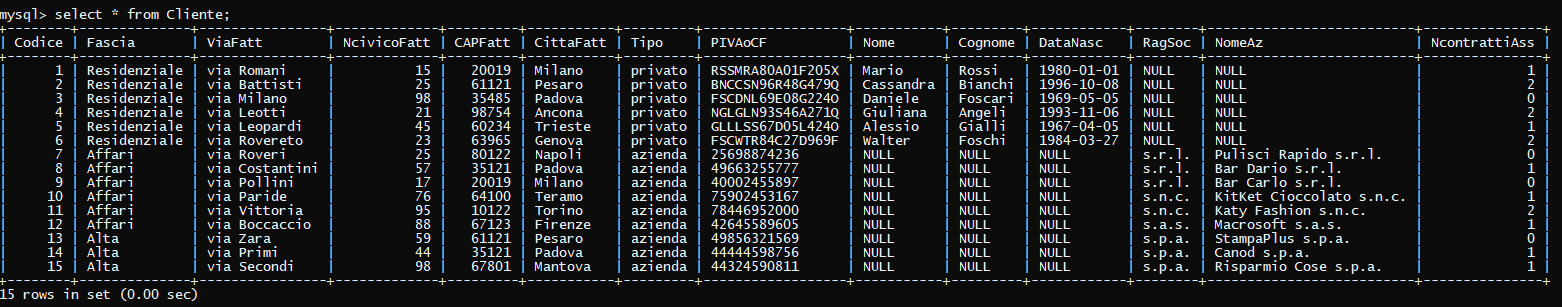 mysql> select * from Cliente;
+--------+--------------+----------------+-------------+---------+-----------+---------+------------------+-----------+---------+------------+--------+--------------------------+---------------+
| Codice | Fascia       | ViaFatt        | NcivicoFatt | CAPFatt | CittaFatt | Tipo    | PIVAoCF          | Nome      | Cognome | DataNasc   | RagSoc | NomeAz                   | NcontrattiAss |
+--------+--------------+----------------+-------------+---------+-----------+---------+------------------+-----------+---------+------------+--------+--------------------------+---------------+
|      1 | Residenziale | via Romani     |          15 |   20019 | Milano    | privato | RSSMRA80A01F205X | Mario     | Rossi   | 1980-01-01 | NULL   | NULL                     |             1 |
|      2 | Residenziale | via Battisti   |          25 |   61121 | Pesaro    | privato | BNCCSN96R48G479Q | Cassandra | Bianchi | 1996-10-08 | NULL   | NULL                     |             2 |
|      3 | Residenziale | via Milano     |          98 |   35485 | Padova    | privato | FSCDNL69E08G224O | Daniele   | Foscari | 1969-05-05 | NULL   | NULL                     |             0 |
|      4 | Residenziale | via Leotti     |          21 |   98754 | Ancona    | privato | NGLGLN93S46A271Q | Giuliana  | Angeli  | 1993-11-06 | NULL   | NULL                     |             2 |
|      5 | Residenziale | via Leopardi   |          45 |   60234 | Trieste   | privato | GLLLSS67D05L424O | Alessio   | Gialli  | 1967-04-05 | NULL   | NULL                     |             1 |
|      6 | Residenziale | via Rovereto   |          23 |   63965 | Genova    | privato | FSCWTR84C27D969F | Walter    | Foschi  | 1984-03-27 | NULL   | NULL                     |             2 |
|      7 | Affari       | via Roveri     |          25 |   80122 | Napoli    | azienda | 25698874236      | NULL      | NULL    | NULL       | s.r.l. | Pulisci Rapido s.r.l.    |             0 |
|      8 | Affari       | via Costantini |          57 |   35121 | Padova    | azienda | 49663255777      | NULL      | NULL    | NULL       | s.r.l. | Bar Dario s.r.l.         |             1 |
|      9 | Affari       | via Pollini    |          17 |   20019 | Milano    | azienda | 40002455897      | NULL      | NULL    | NULL       | s.r.l. | Bar Carlo s.r.l.         |             0 |
|     10 | Affari       | via Paride     |          76 |   64100 | Teramo    | azienda | 75902453167      | NULL      | NULL    | NULL       | s.n.c. | KitKet Cioccolato s.n.c. |             1 |
|     11 | Affari       | via Vittoria   |          95 |   10122 | Torino    | azienda | 78446952000      | NULL      | NULL    | NULL       | s.n.c. | Katy Fashion s.n.c.      |             2 |
|     12 | Affari       | via Boccaccio  |          88 |   67123 | Firenze   | azienda | 42645589605      | NULL      | NULL    | NULL       | s.a.s. | Macrosoft s.a.s.         |             1 |
|     13 | Alta         | via Zara       |          59 |   61121 | Pesaro    | azienda | 49856321569      | NULL      | NULL    | NULL       | s.p.a. | StampaPlus s.p.a.        |             0 |
|     14 | Alta         | via Primi      |          44 |   35121 | Padova    | azienda | 44444598756      | NULL      | NULL    | NULL       | s.p.a. | Canod s.p.a.             |             1 |
|     15 | Alta         | via Secondi    |          98 |   67801 | Mantova   | azienda | 44324590811      | NULL      | NULL    | NULL       | s.p.a. | Risparmio Cose s.p.a.    |             1 |
+--------+--------------+----------------+-------------+---------+-----------+---------+------------------+-----------+---------+------------+--------+--------------------------+---------------+
15 rows in set (0.00 sec)